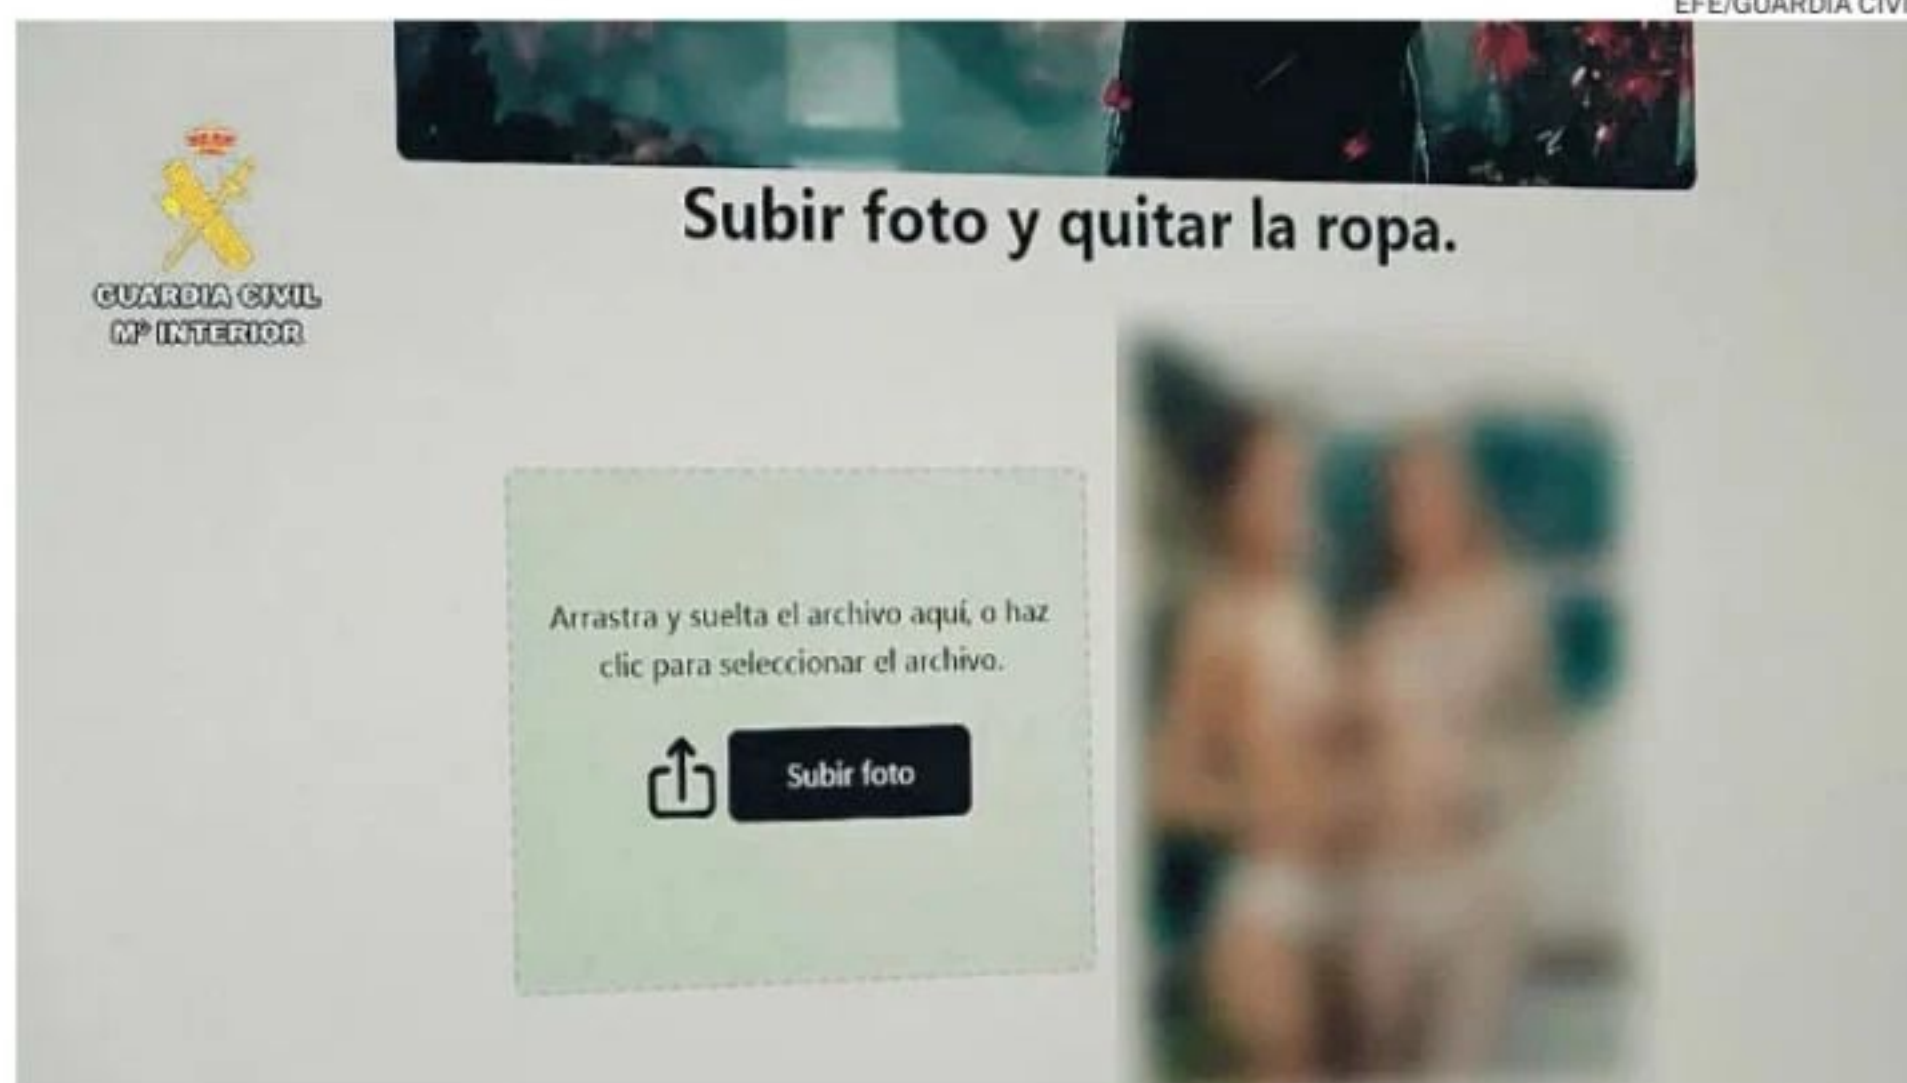 EFE/GUARDIA CIVI
Subir foto y quitar la ropa.
GUARDIA CIVIL
Mº INTERIOR
Arrastra y suelta el archivo aquí, o haz
clic para seleccionar el archivo.
Subir foto